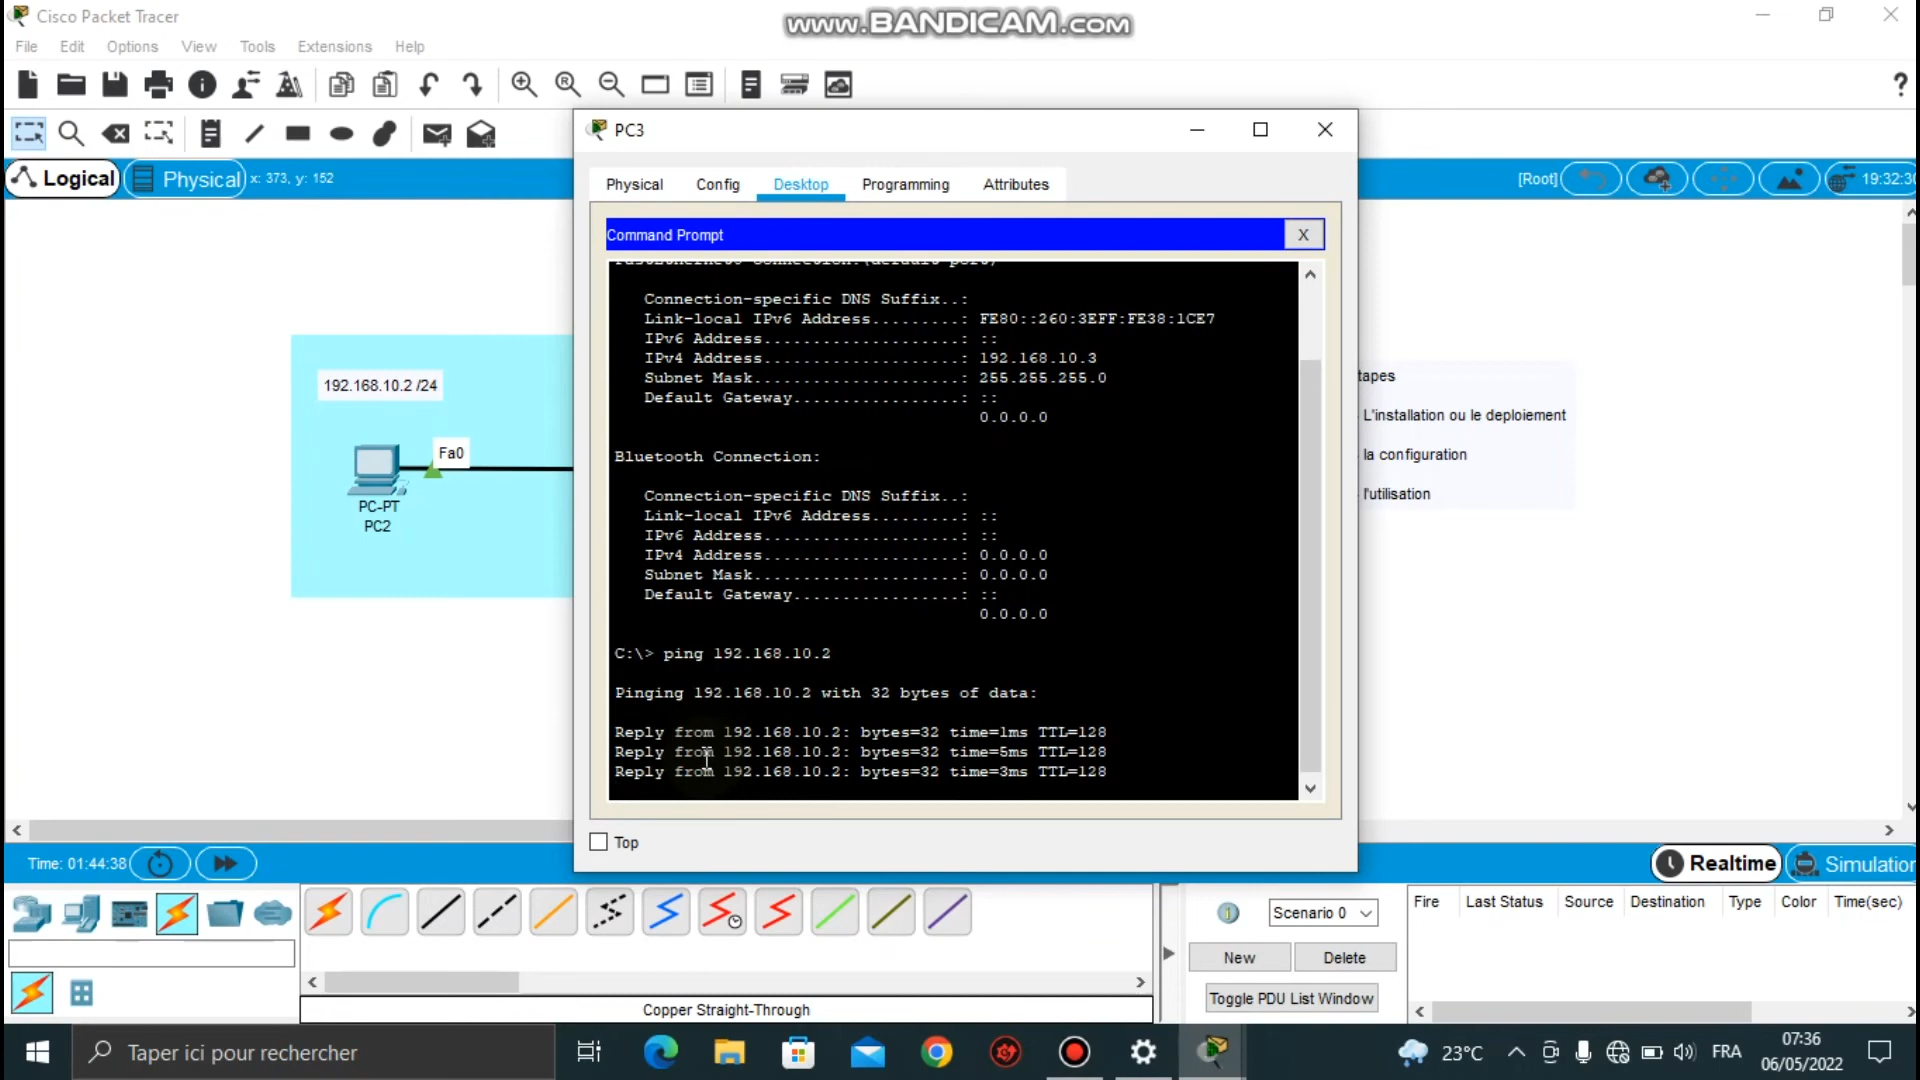 Cisco Packet Tracer
www.BANDICAM.com
File Edit Options View Tools Extensions Help
Logical
Physical
x: 373, y: 152
[Root]
19:32:30
192.168.10.2 /24
Fa0
PC-PT
PC2
tapes
L'installation ou le deploiement
la configuration
l'utilisation
PC3
Physical Config Desktop Programming Attributes
Command Prompt
X
FastEthernet0 Connection:(default port)
Connection-specific DNS Suffix..:
Link-local IPv6 Address.........: FE80::260:3EFF:FE38:1CE7
IPv6 Address....................: ::
IPv4 Address....................: 192.168.10.3
Subnet Mask.....................: 255.255.255.0
Default Gateway.................: ::
0.0.0.0
Bluetooth Connection:
Connection-specific DNS Suffix..:
Link-local IPv6 Address.........: ::
IPv6 Address....................: ::
IPv4 Address....................: 0.0.0.0
Subnet Mask.....................: 0.0.0.0
Default Gateway.................: ::
0.0.0.0
C:\> ping 192.168.10.2
Pinging 192.168.10.2 with 32 bytes of data:
Reply from 192.168.10.2: bytes=32 time=1ms TTL=128
Reply from 192.168.10.2: bytes=32 time=5ms TTL=128
Reply from 192.168.10.2: bytes=32 time=3ms TTL=128
Top
Time: 01:44:38
Realtime
Simulation
Scenario 0
New
Delete
Toggle PDU List Window
Fire Last Status Source Destination Type Color Time(sec)
Copper Straight-Through
Taper ici pour rechercher
23°C
FRA
07:36
06/05/2022